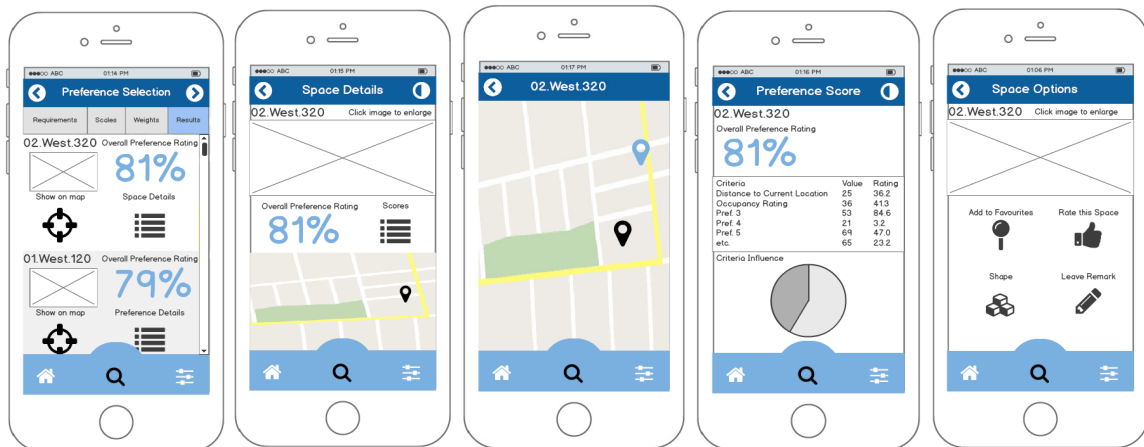 ABC 01:14 PM
Preference Selection
Requirements Scales Weights Results
02.West.320 Overall Preference Rating
81%
Show on map Space Details
01.West.120 Overall Preference Rating
79%
Show on map Preference Details
ABC 01:15 PM
Space Details
02.West.320 Click image to enlarge
Overall Preference Rating Scores
81%
ABC 01:17 PM
02.West.320
ABC 01:16 PM
Preference Score
02.West.320
Overall Preference Rating
81%
Criteria Value Rating
Distance to Current Location 25 36.2
Occupancy Rating 36 41.3
Pref. 3 53 84.6
Pref. 4 21 3.2
Pref. 5 69 47.0
etc. 65 23.2
Criteria Influence
ABC 01:06 PM
Space Options
02.West.320 Click image to enlarge
Add to Favourites Rate this Space
Shape Leave Remark